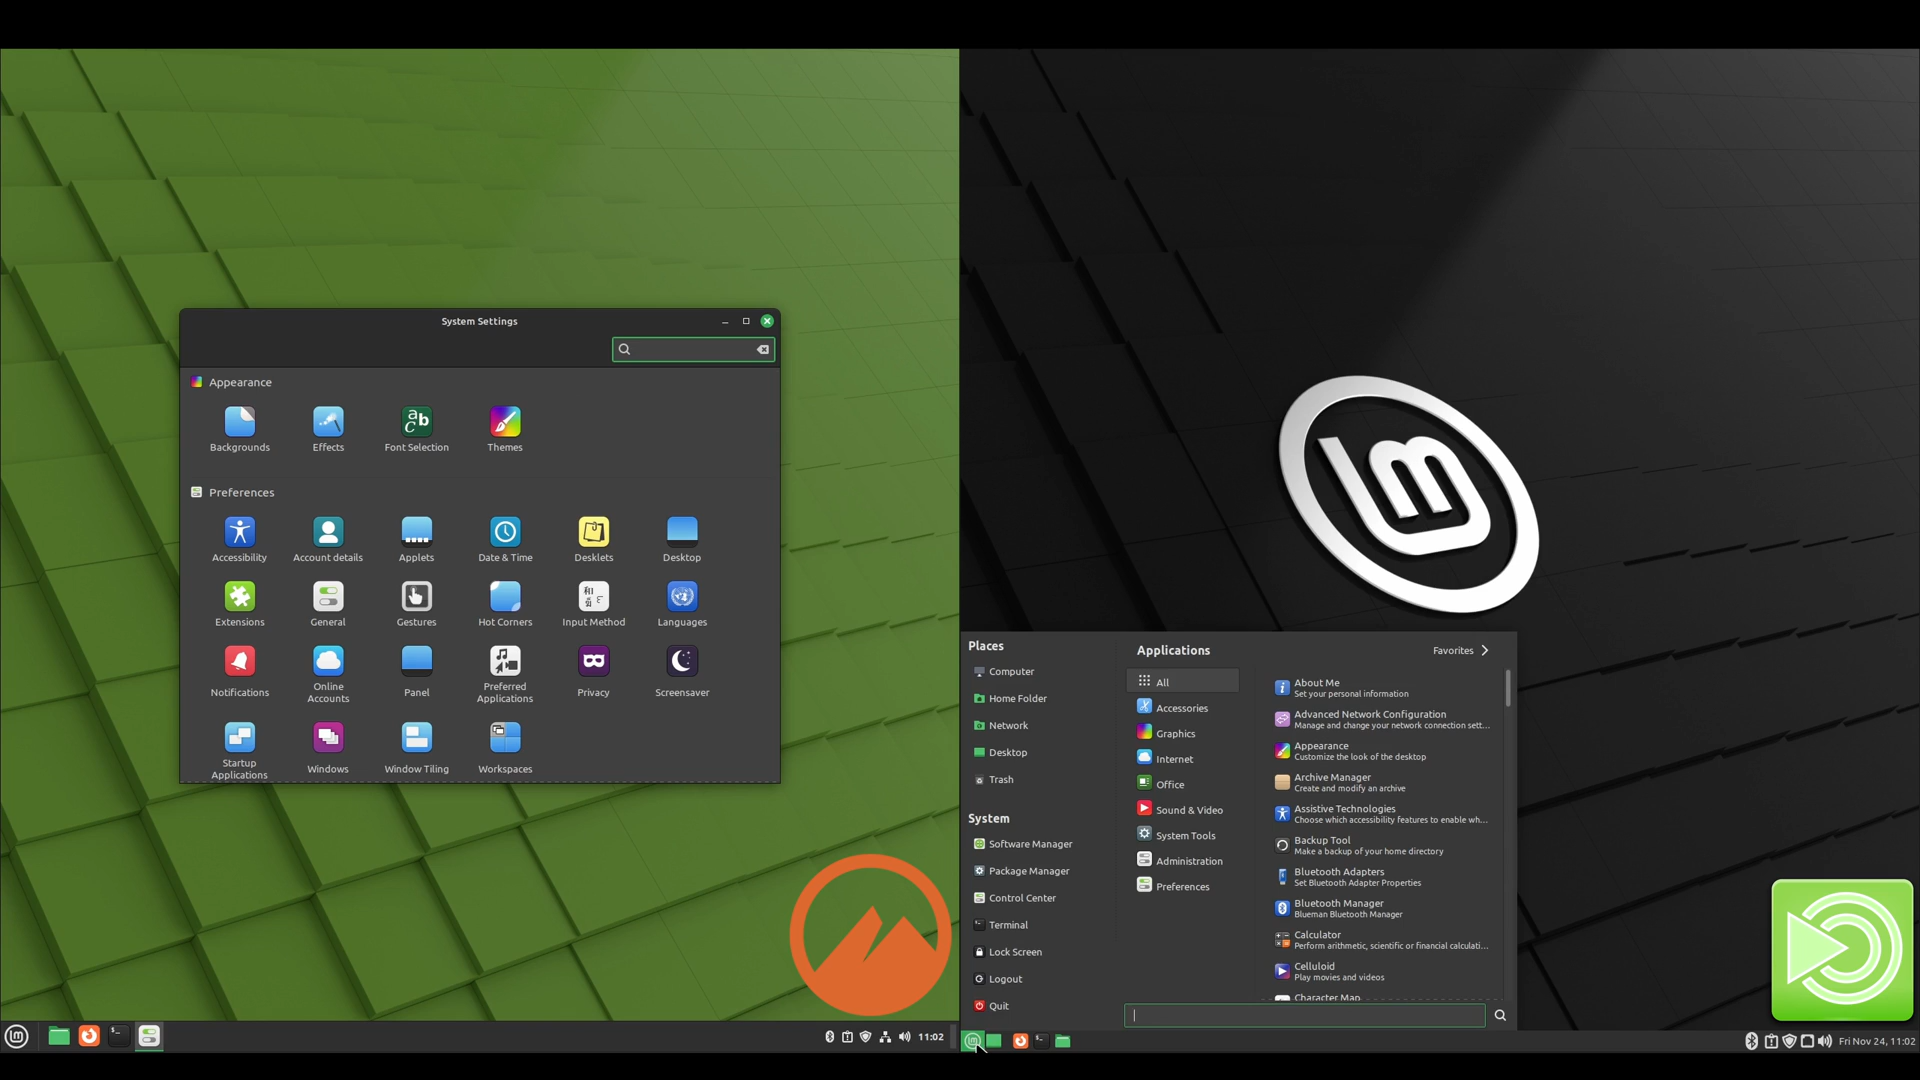 System Settings
Appearance
Backgrounds
Effects
Font Selection
Themes
Preferences
Accessibility
Account details
Applets
Date & Time
Desklets
Desktop
Extensions
General
Gestures
Hot Corners
Input Method
Languages
Notifications
Online
Accounts
Panel
Preferred
Applications
Privacy
Screensaver
Startup
Applications
Windows
Window Tiling
Workspaces
11:02
Places
Computer
Home Folder
Network
Desktop
Trash
System
Software Manager
Package Manager
Control Center
Terminal
Lock Screen
Logout
Quit
Applications
Favorites
All
Accessories
Graphics
Internet
Office
Sound & Video
System Tools
Administration
Preferences
About Me
Set your personal information
Advanced Network Configuration
Manage and change your network connection sett...
Appearance
Customize the look of the desktop
Archive Manager
Create and modify an archive
Assistive Technologies
Choose which accessibility features to enable wh...
Backup Tool
Make a backup of your home directory
Bluetooth Adapters
Set Bluetooth Adapter Properties
Bluetooth Manager
Blueman Bluetooth Manager
Calculator
Perform arithmetic, scientific or financial calculati...
Celluloid
Play movies and videos
Character Map
Fri Nov 24, 11:02